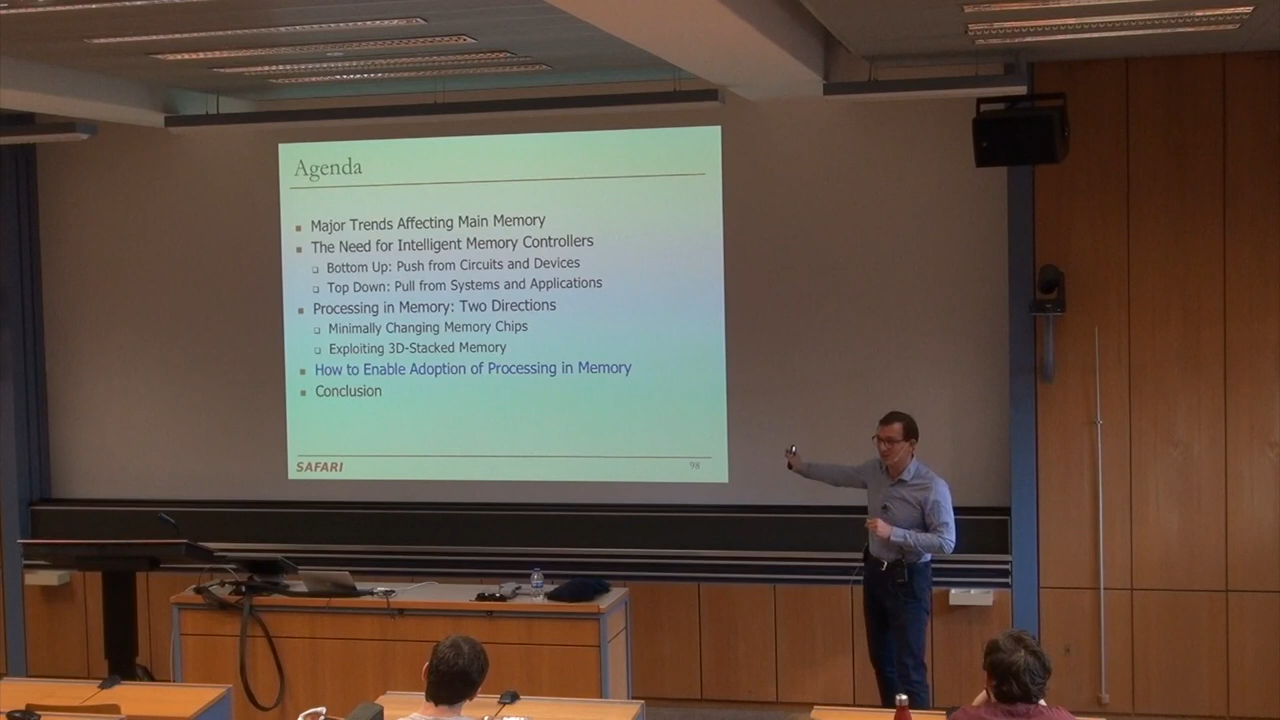 Agenda
Major Trends Affecting Main Memory
The Need for Intelligent Memory Controllers
Bottom Up: Push from Circuits and Devices
Top Down: Pull from Systems and Applications
Processing in Memory: Two Directions
Minimally Changing Memory Chips
Exploiting 3D-Stacked Memory
How to Enable Adoption of Processing in Memory
Conclusion
SAFARI
98